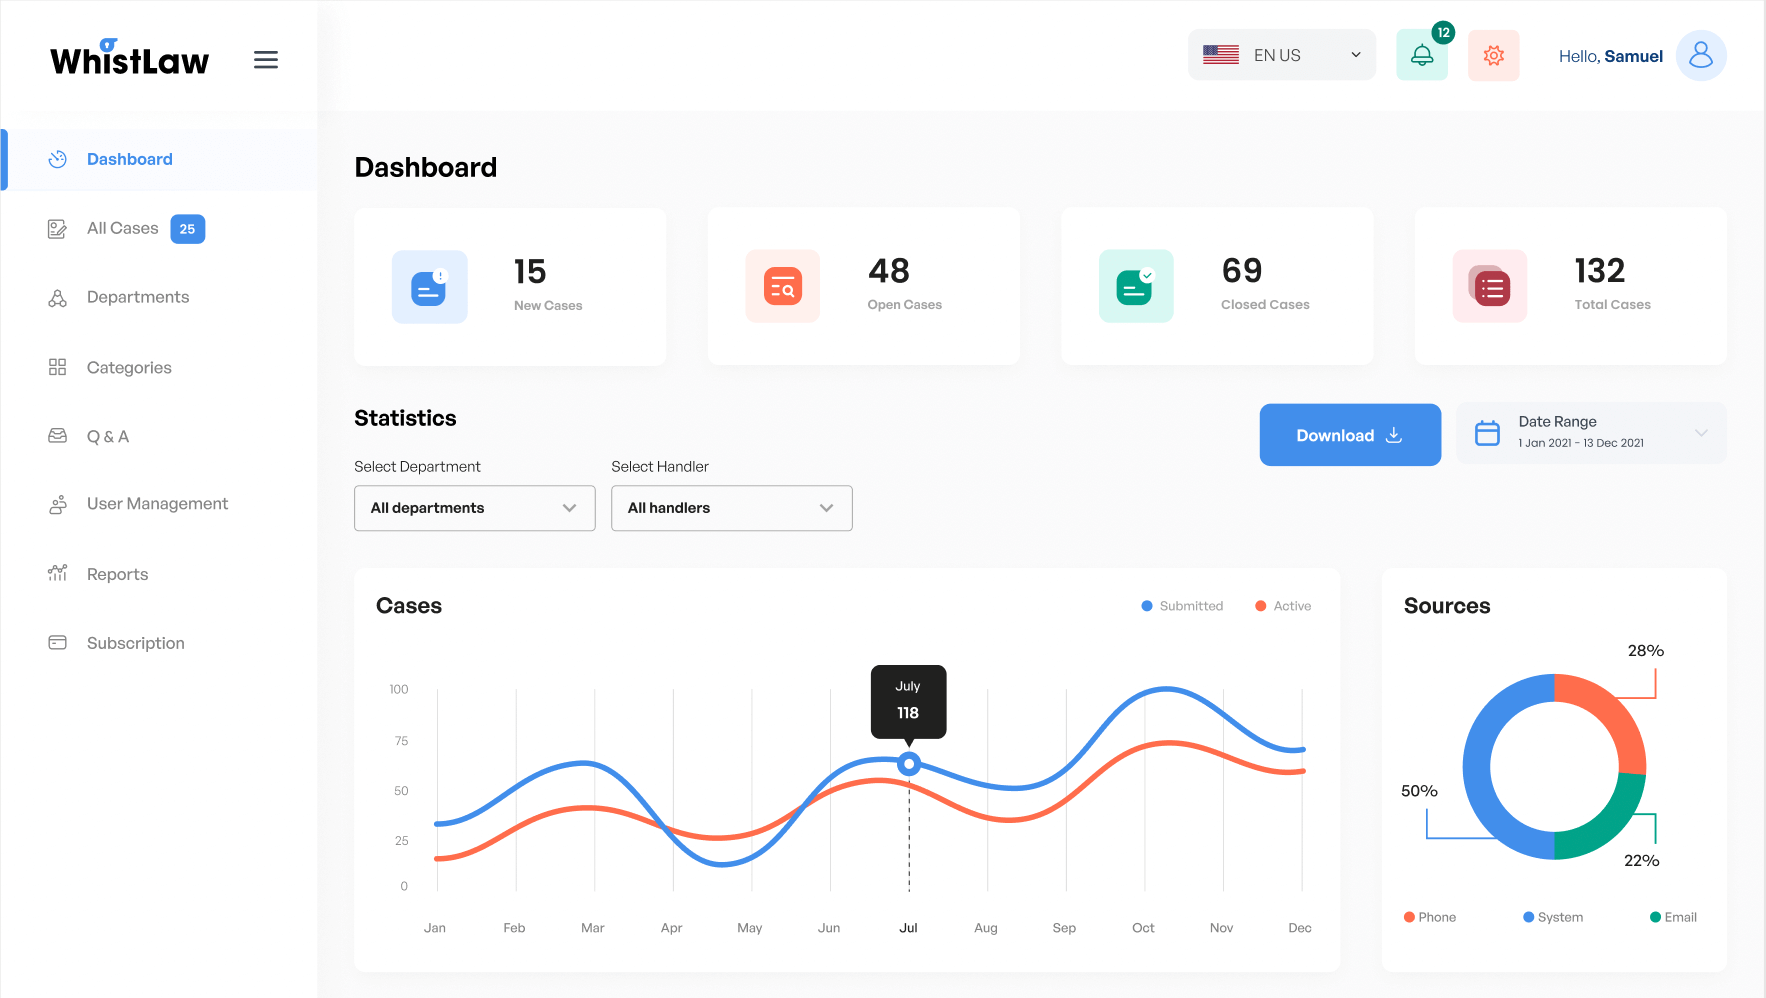 WhistLaw
EN US
12
Hello, Samuel
Dashboard
All Cases 25
Departments
Categories
Q & A
User Management
Reports
Subscription
Dashboard
15
New Cases
48
Open Cases
69
Closed Cases
132
Total Cases
Statistics
Download
Date Range
1 Jan 2021 - 13 Dec 2021
Select Department
All departments
Select Handler
All handlers
Cases
Submitted
Active
100
75
50
25
0
July
118
Jan
Feb
Mar
Apr
May
Jun
Jul
Aug
Sep
Oct
Nov
Dec
Sources
28%
50%
22%
Phone
System
Email